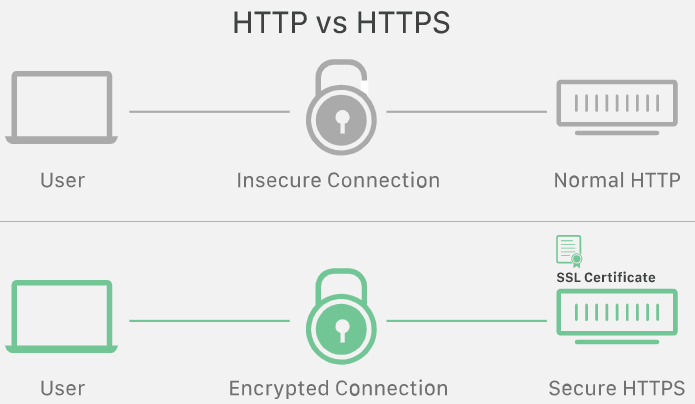 HTTP vs HTTPS
User
Insecure Connection
Normal HTTP
SSL Certificate
User
Encrypted Connection
Secure HTTPS